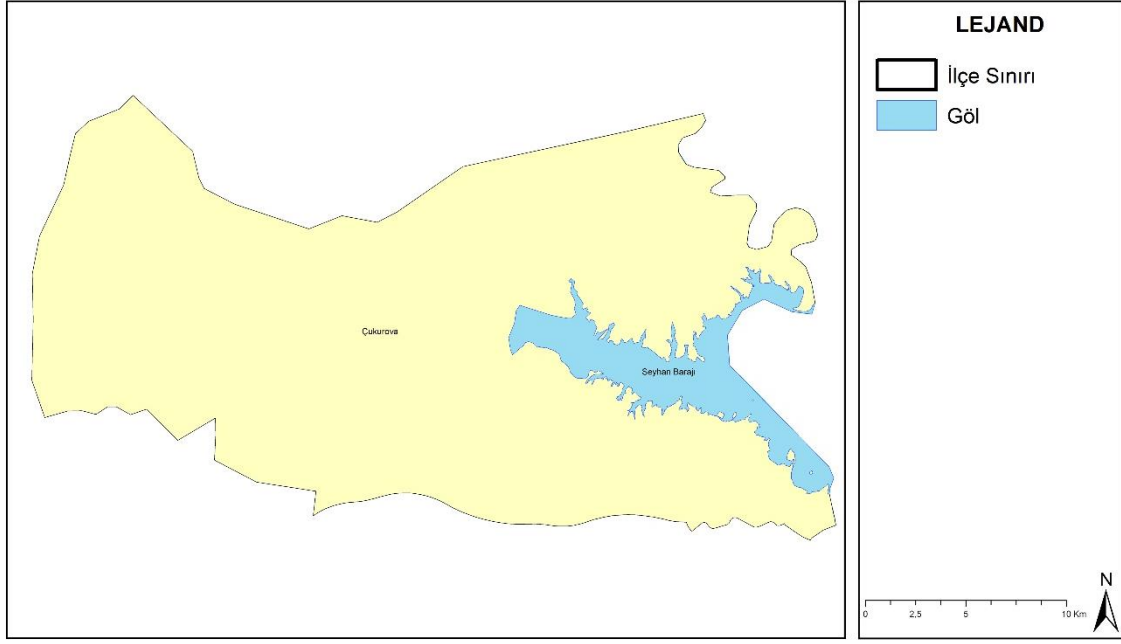 LEJAND
İlçe Sınırı
Göl
Çukurova
Seyhan Barajı
N
0 2,5 5 10 Km